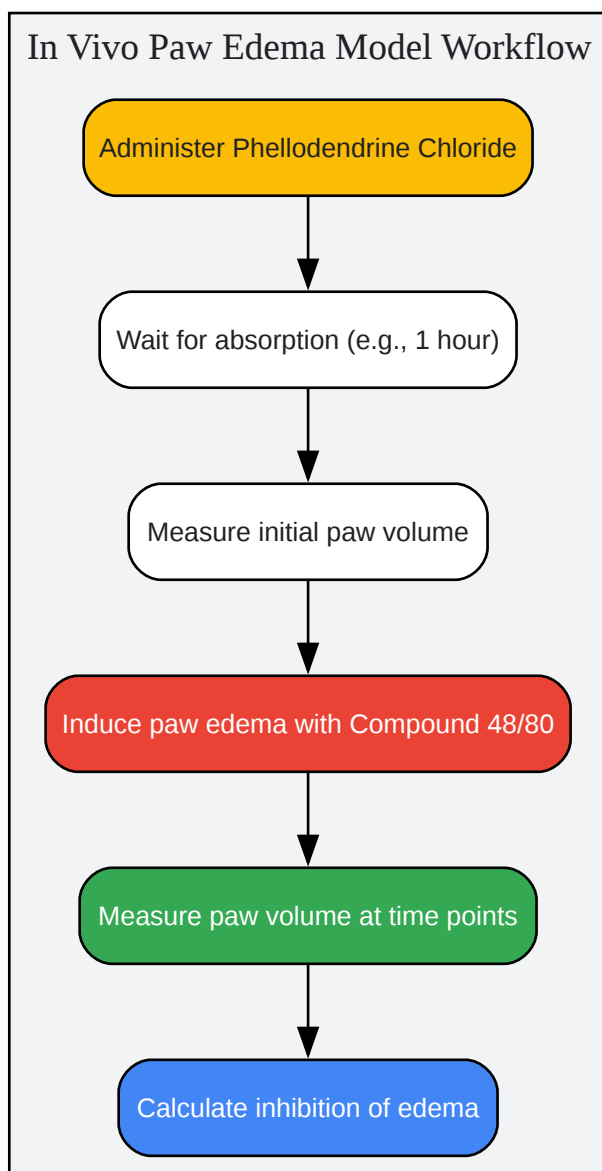 In Vivo Paw Edema Model Workflow
Administer Phellodendrine Chloride
Wait for absorption (e.g., 1 hour)
Measure initial paw volume
Induce paw edema with Compound 48/80
Measure paw volume at time points
Calculate inhibition of edema